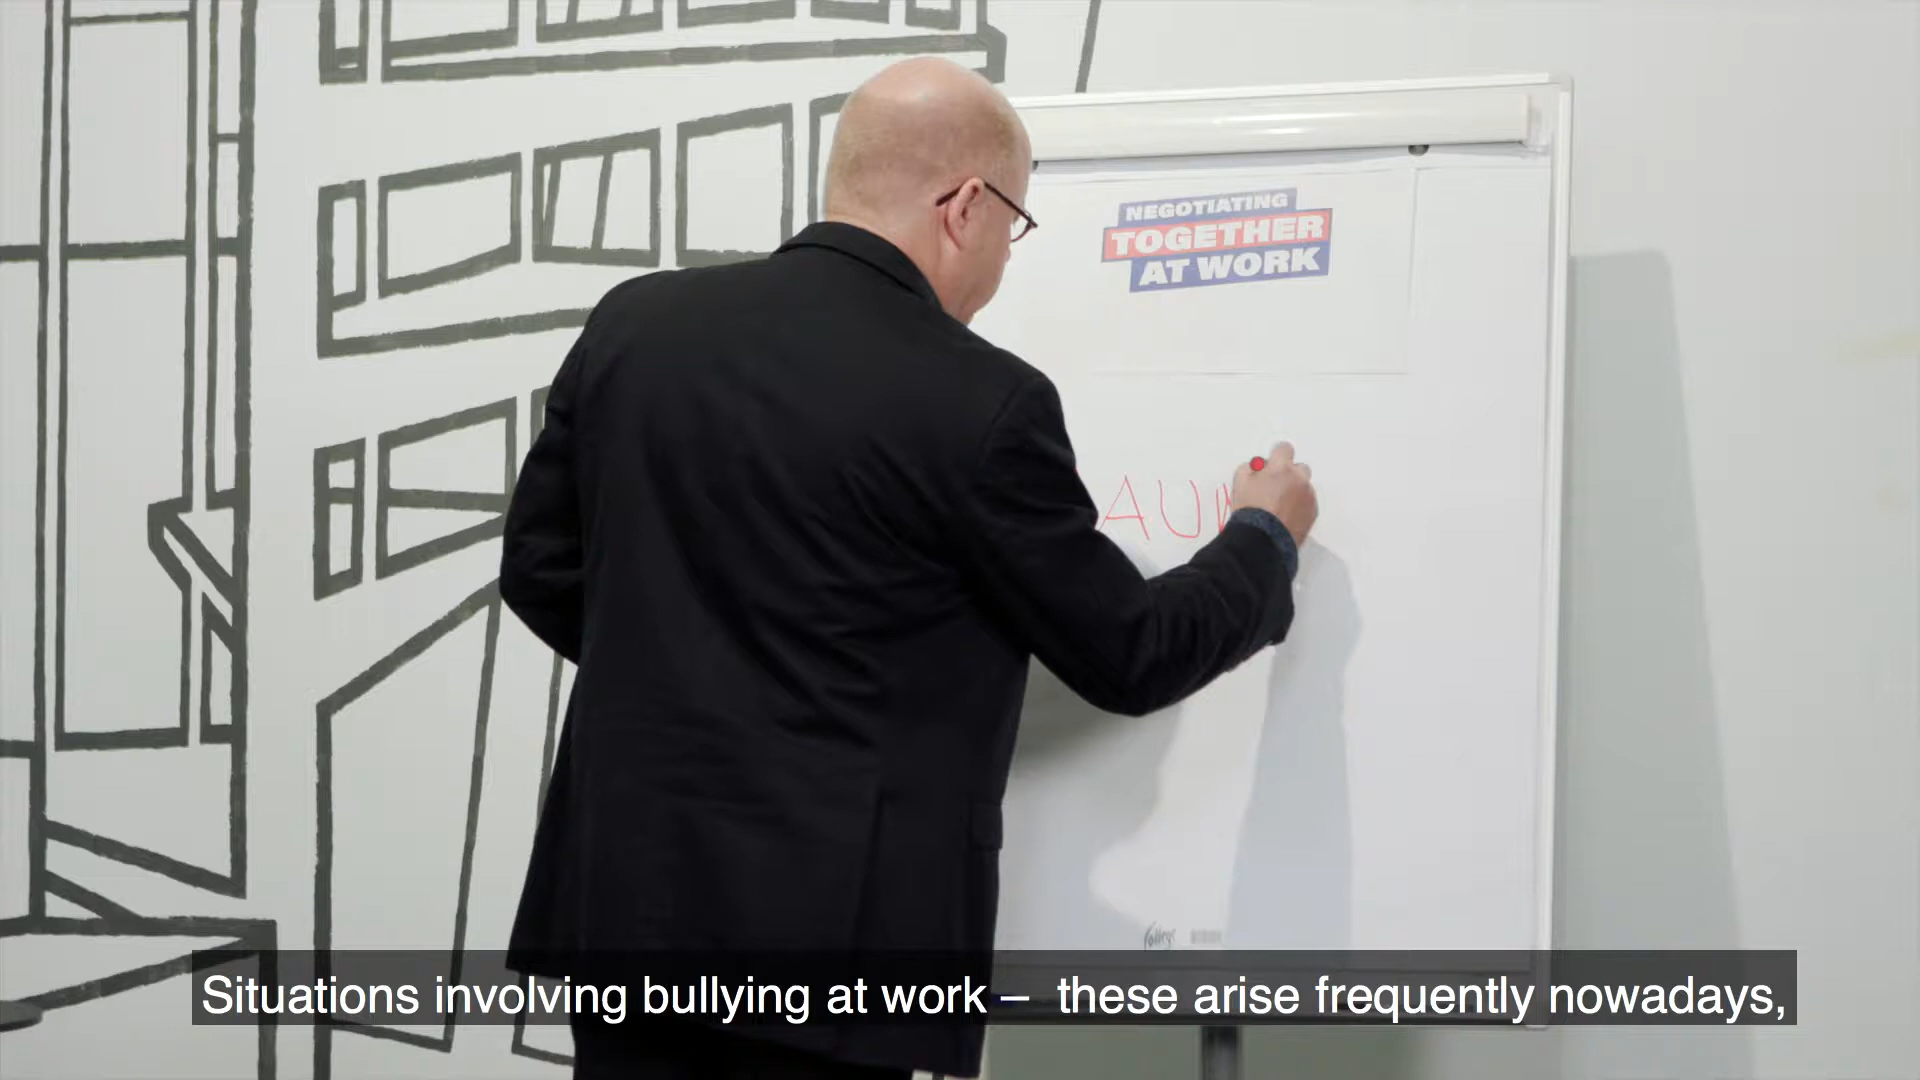 NEGOTIATING
TOGETHER
AT WORK
AU
Situations involving bullying at work – these arise frequently nowadays,